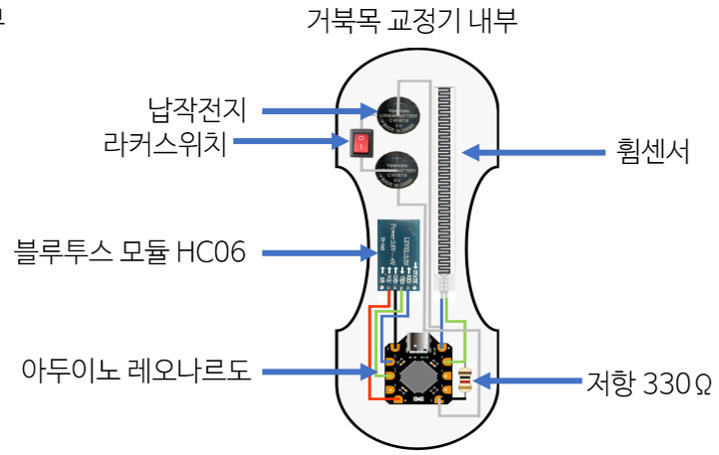 부
거북목 교정기 내부
납작전지
라커스위치
휨센서
블루투스 모듈 HC06
아두이노 레오나르도
저항 330Ω